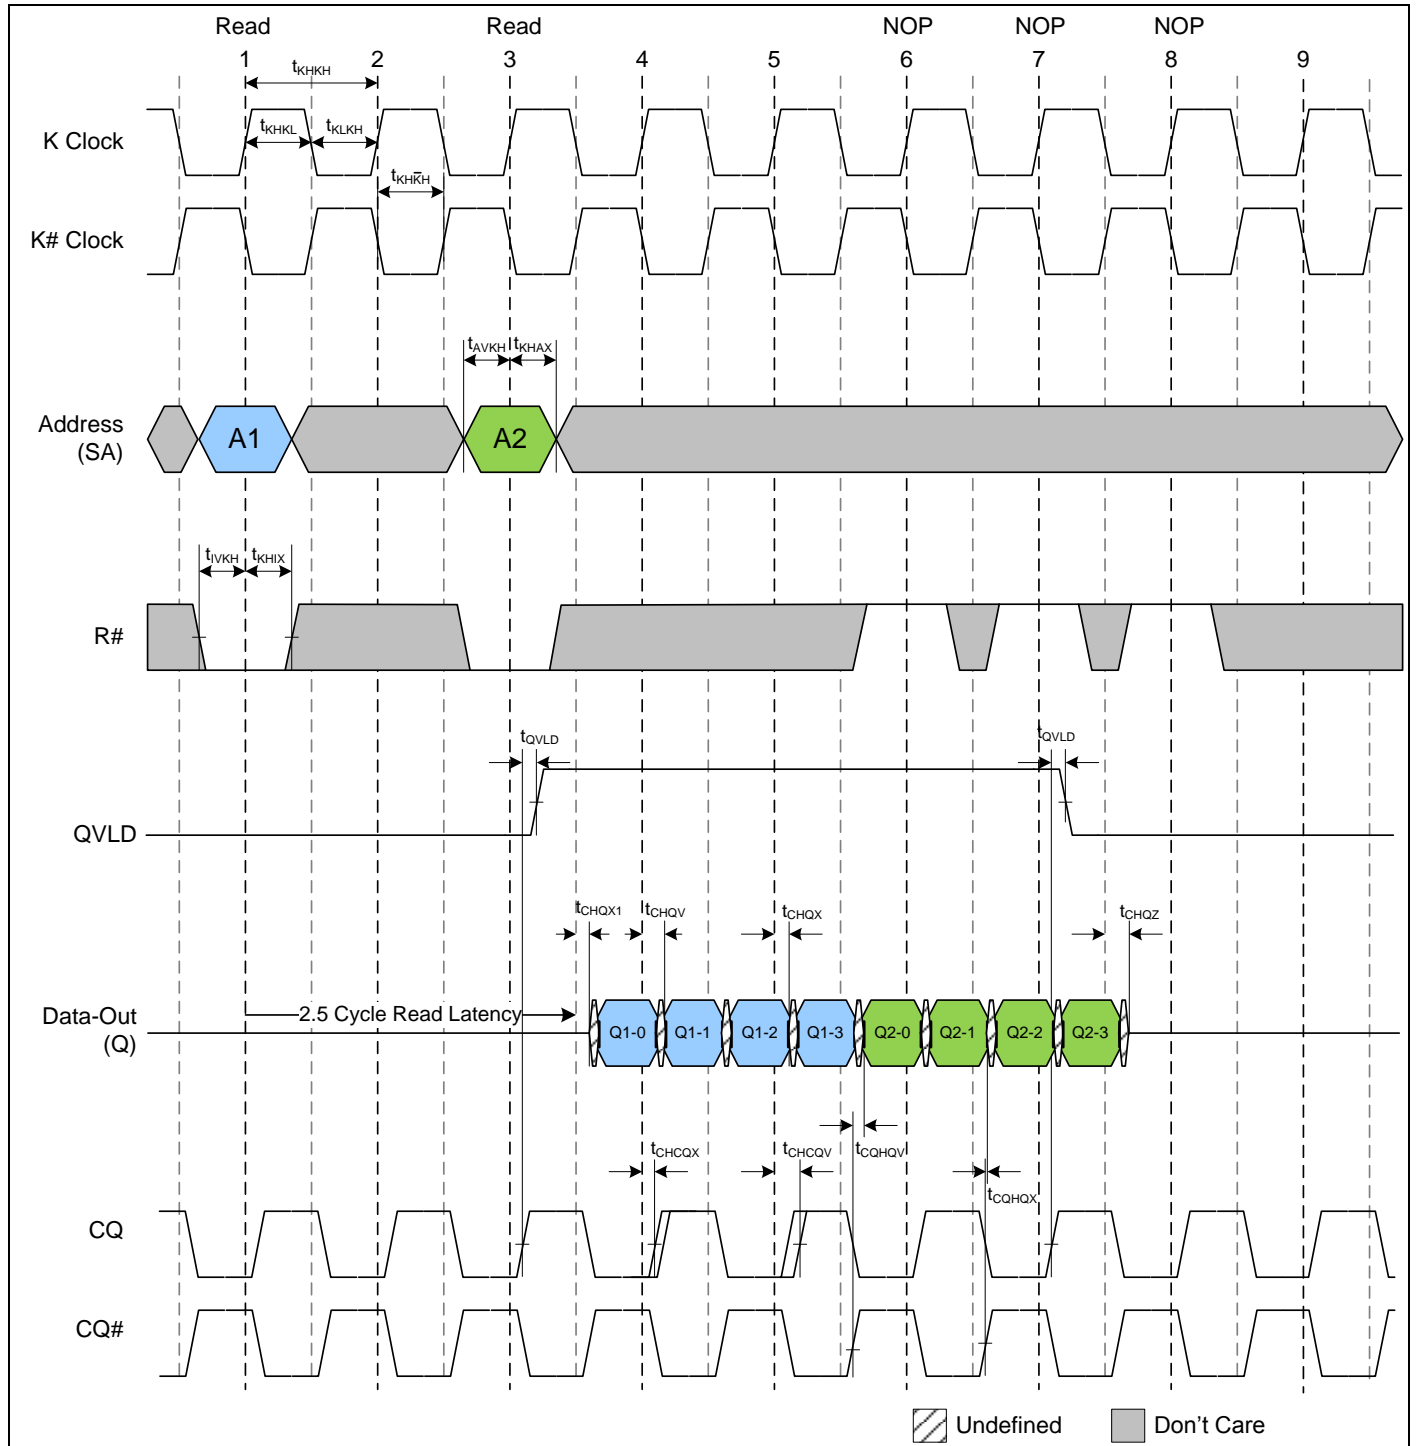 Read Read NOP NOP NOP
1 2 3 4 5 6 7 8 9
tKHKH
K Clock
tKHKL tKLKH
tKHK̅H
K# Clock
tAVKH tKHAX
Address
(SA)
A1 A2
tIVKH tKHIX
R#
tQVLD tQVLD
QVLD
tCHQX1 tCHQV tCHQX tCHQZ
Data-Out
(Q)
2.5 Cycle Read Latency
Q1-0 Q1-1 Q1-2 Q1-3 Q2-0 Q2-1 Q2-2 Q2-3
tCHCQX tCHCQV tCQHQV
tCQHQX
CQ
CQ#
Undefined Don't Care